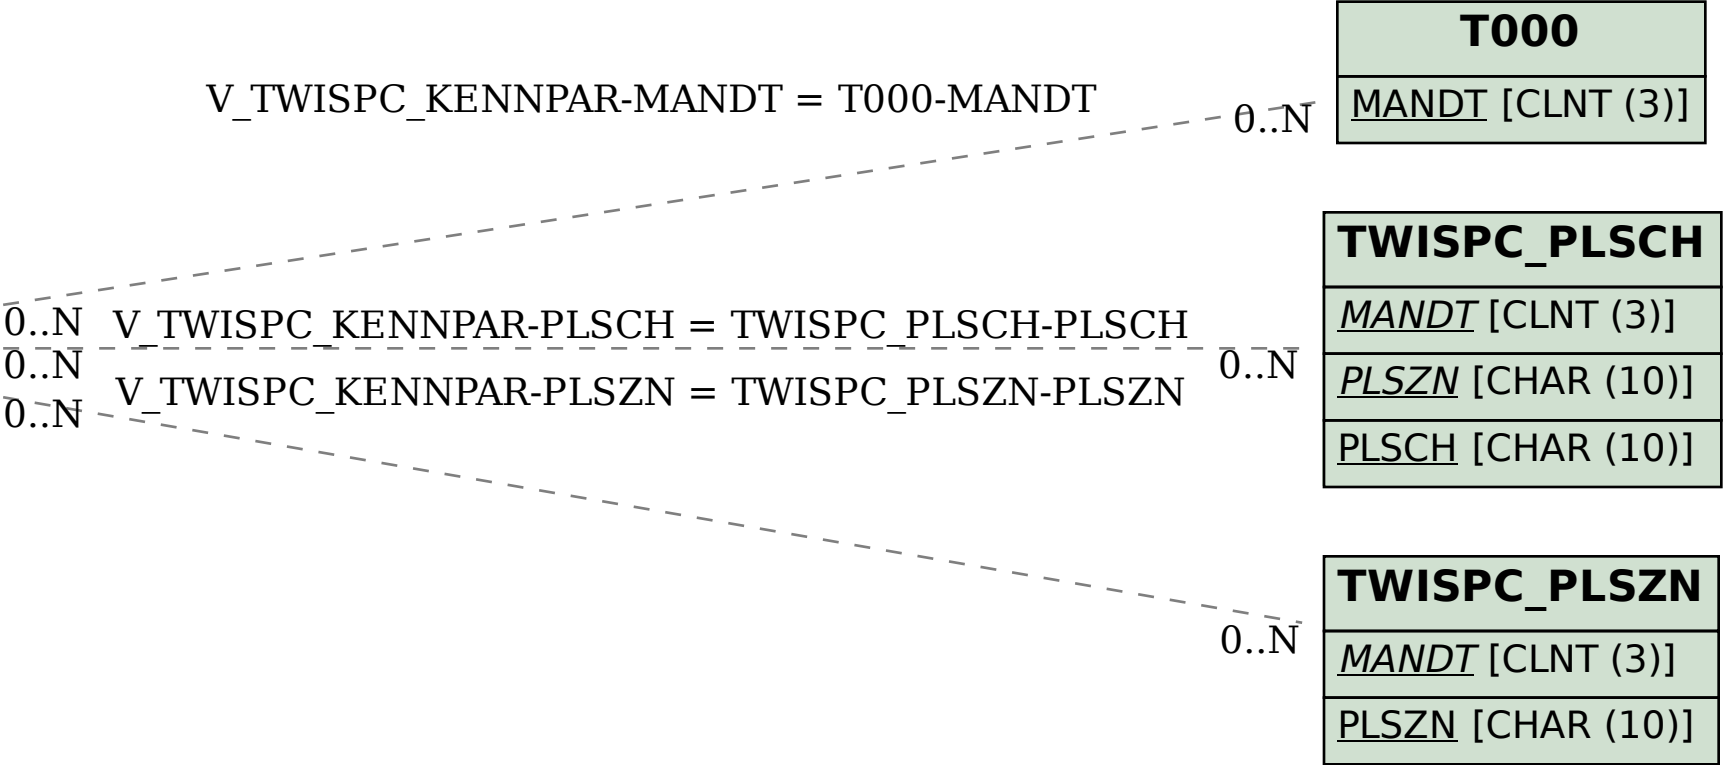 T000
MANDT [CLNT (3)]
V_TWISPC_KENNPAR-MANDT = T000-MANDT
0..N
TWISPC_PLSCH
MANDT [CLNT (3)]
PLSZN [CHAR (10)]
PLSCH [CHAR (10)]
0..N
V_TWISPC_KENNPAR-PLSCH = TWISPC_PLSCH-PLSCH
0..N
0..N
V_TWISPC_KENNPAR-PLSZN = TWISPC_PLSZN-PLSZN
0..N
TWISPC_PLSZN
MANDT [CLNT (3)]
PLSZN [CHAR (10)]
0..N